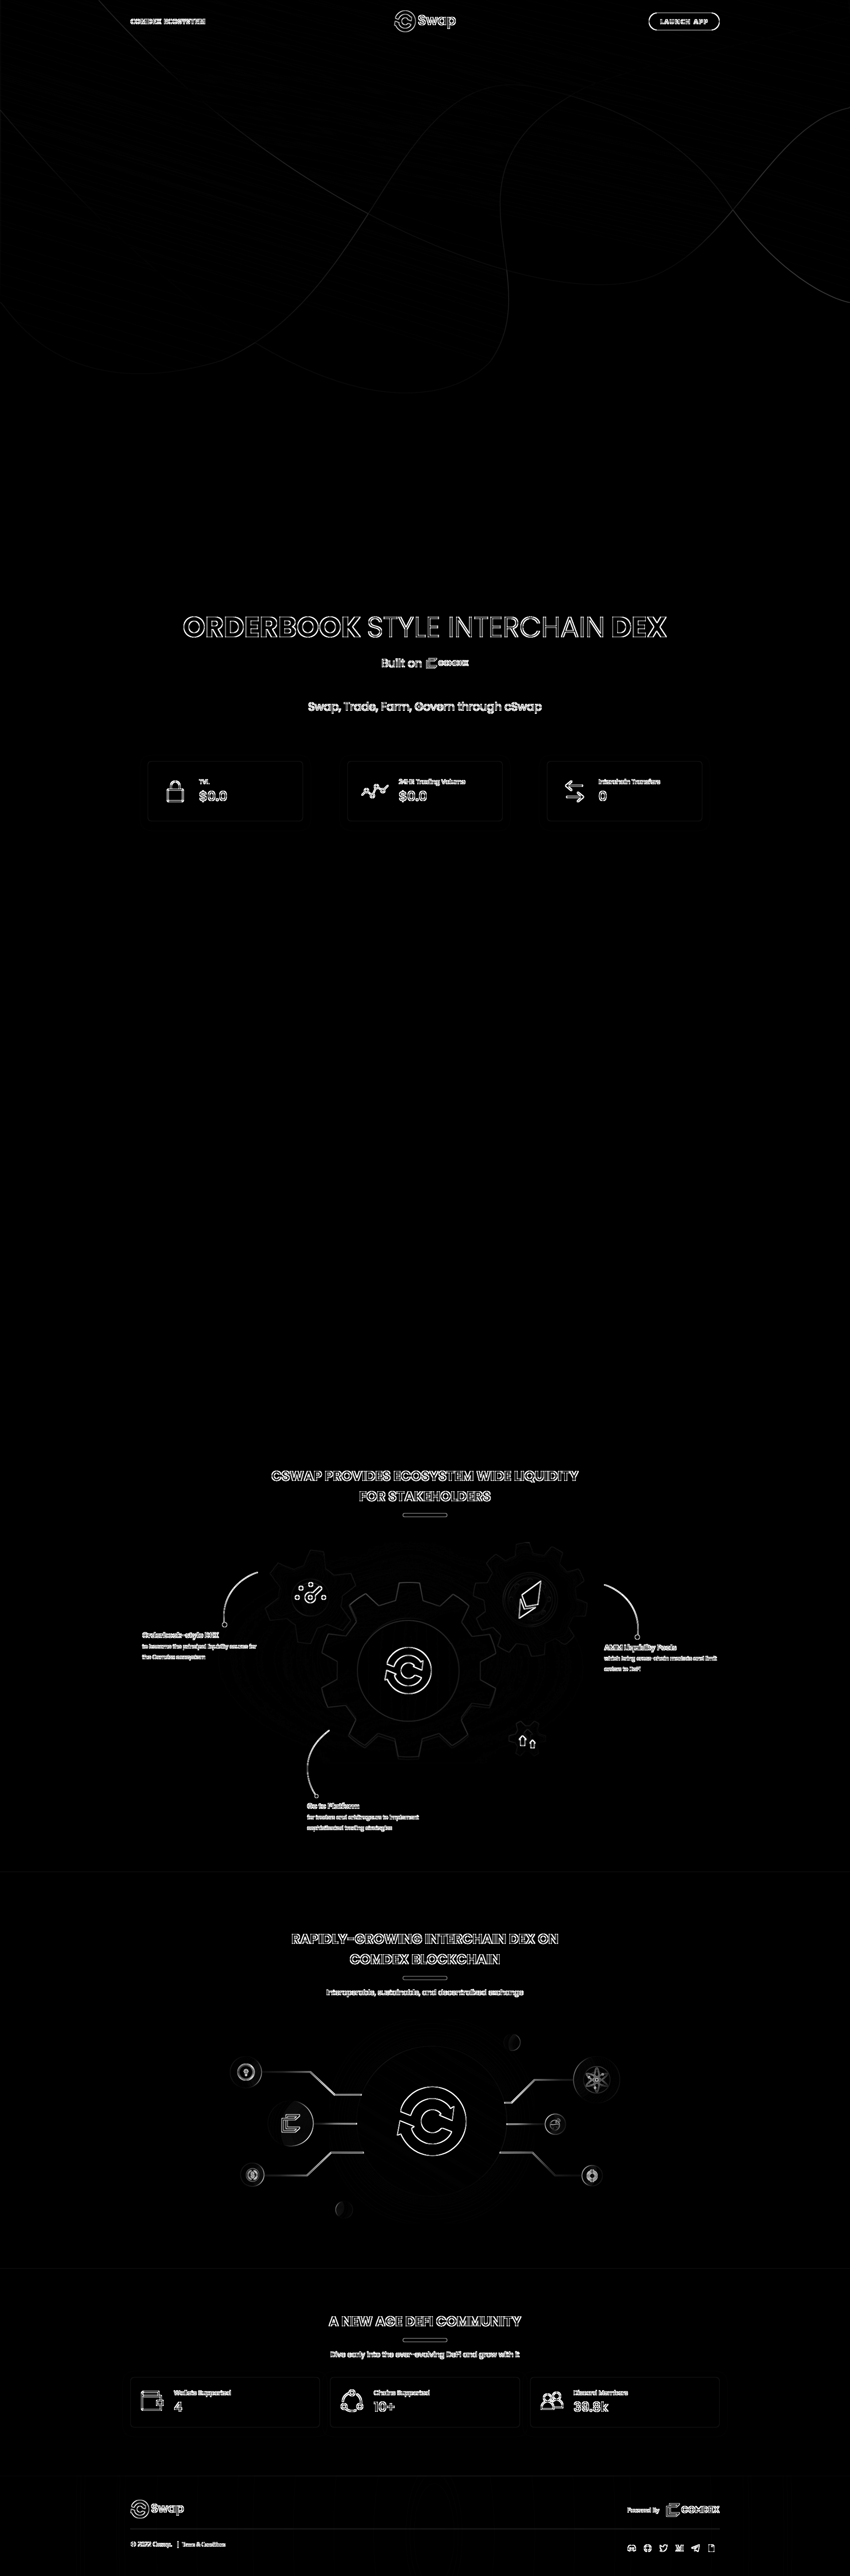 COMDEX ECOSYSTEM
cSwap
LAUNCH APP
ORDERBOOK STYLE INTERCHAIN DEX
Built on COMDEX
Swap, Trade, Farm, Govern through cSwap
TVL
$0.0
24HR Trading Volume
$0.0
Interchain Transfers
0
CSWAP PROVIDES ECOSYSTEM WIDE LIQUIDITY
FOR STAKEHOLDERS
Orderbook-style DEX
to become the principal liquidity source for
the Comdex ecosystem
AMM Liquidity Pools
which bring cross-chain markets and limit
orders to DeFi
Go to Platform
for traders and arbitrageurs to implement
sophisticated trading strategies
RAPIDLY-GROWING INTERCHAIN DEX ON
COMDEX BLOCKCHAIN
Interoperable, sustainable, and decentralized exchange
A NEW AGE DEFI COMMUNITY
Dive early into the ever-evolving DeFi and grow with it
Wallets Supported
4
Chains Supported
10+
Discord Members
39.8k
cSwap
Powered By COMDEX
© 2022 Cswap. | Terms & Conditions